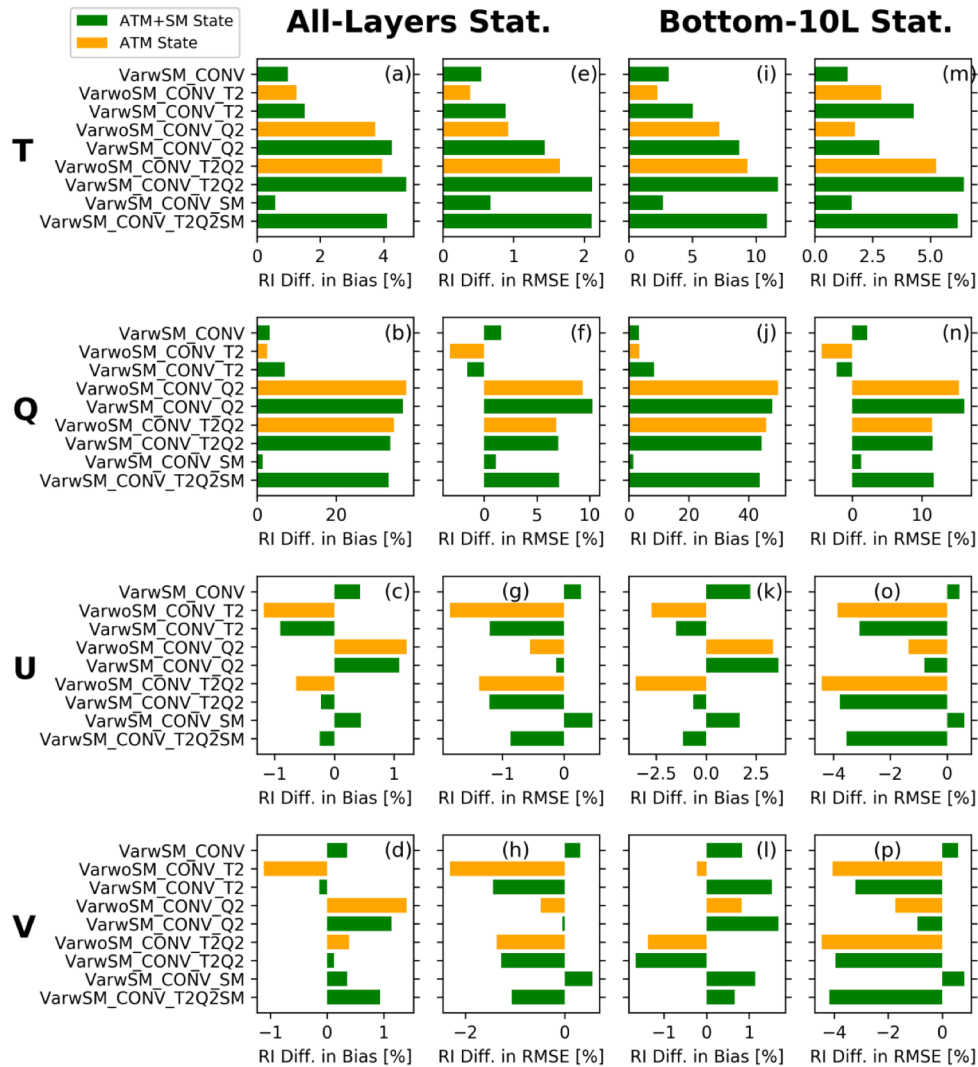 ATM+SM State
ATM State
All-Layers Stat.
Bottom-10L Stat.
T
VarwSM_CONV
VarwoSM_CONV_T2
VarwSM_CONV_T2
VarwoSM_CONV_Q2
VarwSM_CONV_Q2
VarwoSM_CONV_T2Q2
VarwSM_CONV_T2Q2
VarwSM_CONV_SM
VarwSM_CONV_T2Q2SM
(a) (e) (i) (m)
0 2 4 0 1 2 0 5 10 0.0 2.5 5.0
RI Diff. in Bias [%] RI Diff. in RMSE [%] RI Diff. in Bias [%] RI Diff. in RMSE [%]
Q
VarwSM_CONV
VarwoSM_CONV_T2
VarwSM_CONV_T2
VarwoSM_CONV_Q2
VarwSM_CONV_Q2
VarwoSM_CONV_T2Q2
VarwSM_CONV_T2Q2
VarwSM_CONV_SM
VarwSM_CONV_T2Q2SM
(b) (f) (j) (n)
0 20 0 5 10 0 20 40 0 10
RI Diff. in Bias [%] RI Diff. in RMSE [%] RI Diff. in Bias [%] RI Diff. in RMSE [%]
U
VarwSM_CONV
VarwoSM_CONV_T2
VarwSM_CONV_T2
VarwoSM_CONV_Q2
VarwSM_CONV_Q2
VarwoSM_CONV_T2Q2
VarwSM_CONV_T2Q2
VarwSM_CONV_SM
VarwSM_CONV_T2Q2SM
(c) (g) (k) (o)
−1 0 1 −1 0 −2.5 0.0 2.5 −4 −2 0
RI Diff. in Bias [%] RI Diff. in RMSE [%] RI Diff. in Bias [%] RI Diff. in RMSE [%]
V
VarwSM_CONV
VarwoSM_CONV_T2
VarwSM_CONV_T2
VarwoSM_CONV_Q2
VarwSM_CONV_Q2
VarwoSM_CONV_T2Q2
VarwSM_CONV_T2Q2
VarwSM_CONV_SM
VarwSM_CONV_T2Q2SM
(d) (h) (l) (p)
−1 0 1 −2 0 −1 0 1 −4 −2 0
RI Diff. in Bias [%] RI Diff. in RMSE [%] RI Diff. in Bias [%] RI Diff. in RMSE [%]